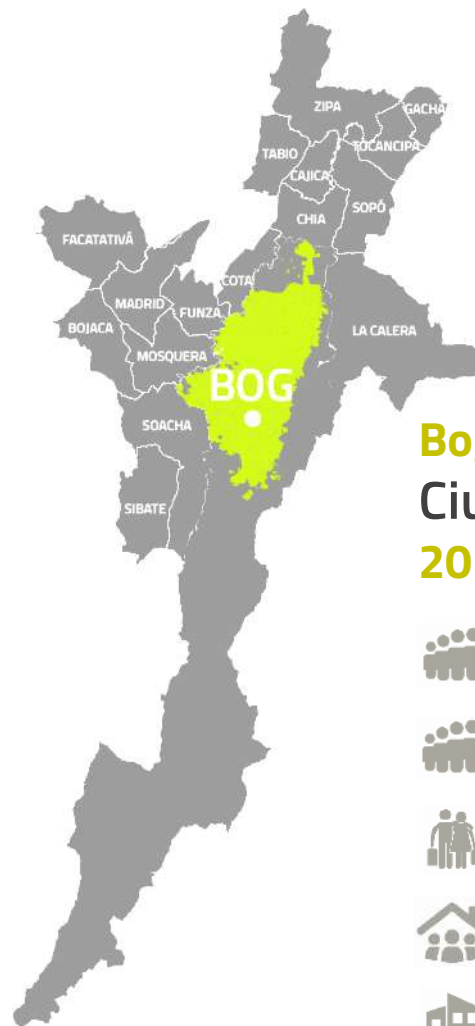 ZIPA
GACHA
TOCANCIPA
TABIO
CAJICA
SOPÓ
CHIA
FACATATIVÁ
COTA
MADRID
FUNZA
BOJACA
LA CALERA
MOSQUERA
BOG
SOACHA
SIBATE
Bo
Ciu
20